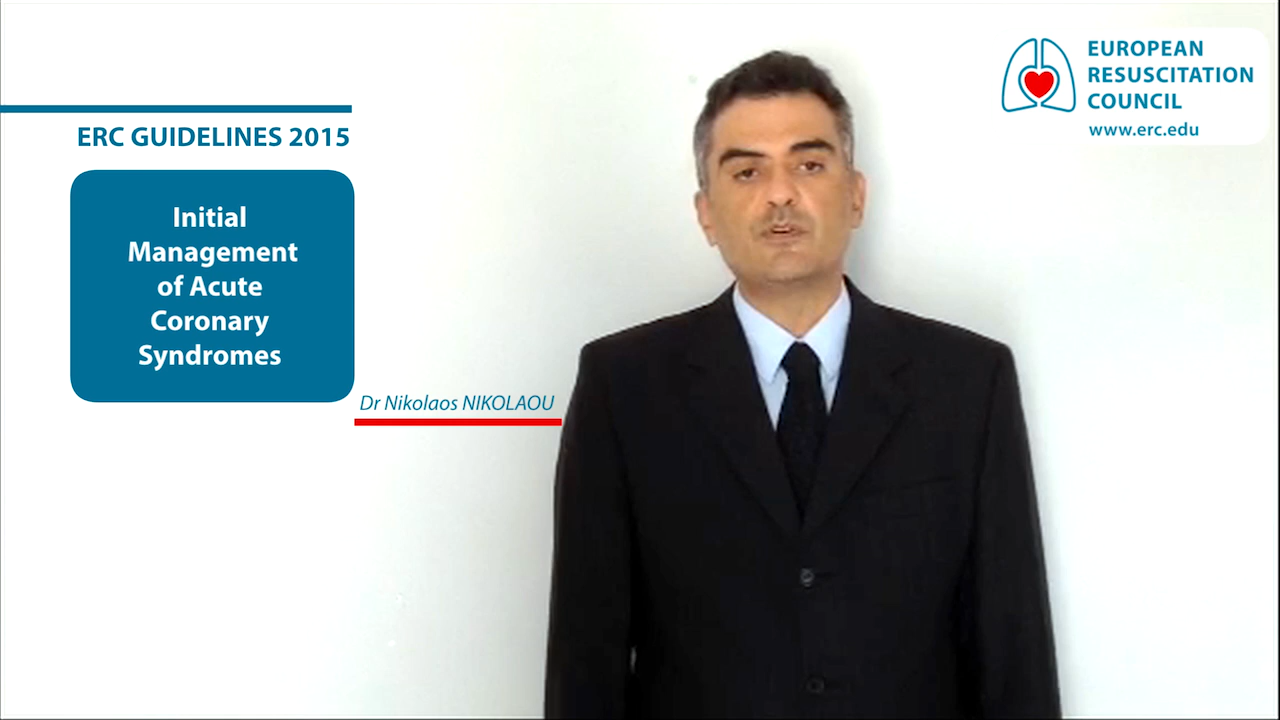 ERC GUIDELINES 2015
Initial
Management
of Acute
Coronary
Syndromes
Dr Nikolaos NIKOLAOU
EUROPEAN
RESUSCITATION
COUNCIL
www.erc.edu